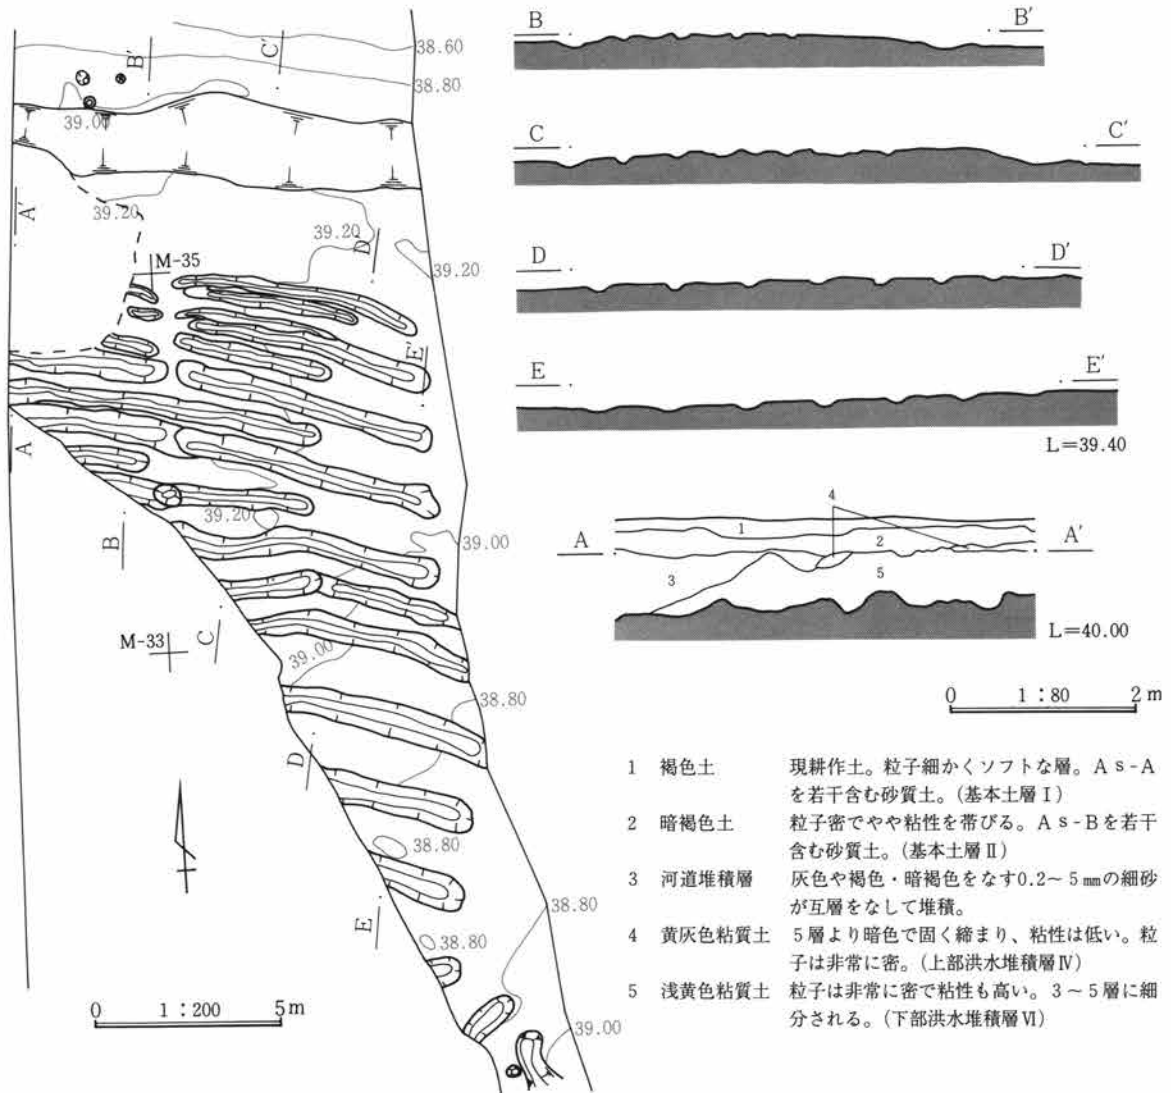 B′
C′
38.60
38.80
39.00
A′
39.20
39.20
D′
39.20
M-35
E′
A
39.20
B
39.00
M-33
C
39.00
38.80
D
38.80
38.80
E
38.80
39.00
0 1：200 5m
B B′
C C′
D D′
E E′
L＝39.40
4
1
A 2 A′
3 5
L＝40.00
0 1：80 2m
1 褐色土 現耕作土。粒子細かくソフトな層。As-A
を若干含む砂質土。(基本土層Ⅰ)
2 暗褐色土 粒子密でやや粘性を帯びる。As-Bを若干
含む砂質土。(基本土層Ⅱ)
3 河道堆積層 灰色や褐色・暗褐色をなす0.2～5㎜の細砂
が互層をなして堆積。
4 黄灰色粘質土 5層より暗色で固く締まり、粘性は低い。粒
子は非常に密。(上部洪水堆積層Ⅳ)
5 浅黄色粘質土 粒子は非常に密で粘性も高い。3～5層に細
分される。(下部洪水堆積層Ⅵ)